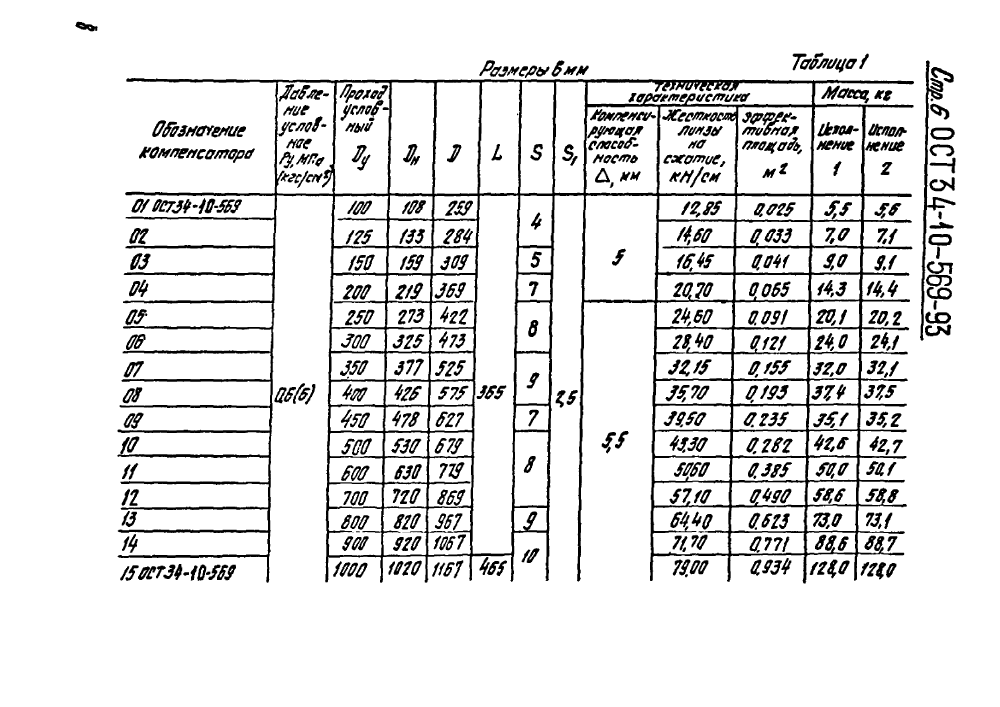 8
Стр. 6 ОСТ 34-10-569-93
Таблица 1
Размеры в мм
Обозначение компенсатора | Давление условное Ру, МПа (кгс/см²) | Проход условный Dу | Dн | D | L | S | S₁ | Техническая характеристика | Масса, кг
Компенсирующая способность Δ, мм | Жесткость линзы на сжатие, кН/см | Эффективная площадь, м² | Исполнение 1 | Исполнение 2
01 ОСТ 34-10-569 | 0,6(6) | 100 | 108 | 259 | 365 | 4 | 2,5 | 5 | 12,85 | 0,025 | 5,5 | 5,6
02 | 125 | 133 | 284 | 14,60 | 0,033 | 7,0 | 7,1
03 | 150 | 159 | 309 | 5 | 16,45 | 0,041 | 9,0 | 9,1
04 | 200 | 219 | 369 | 7 | 20,70 | 0,065 | 14,3 | 14,4
05 | 250 | 273 | 422 | 8 | 5,5 | 24,60 | 0,091 | 20,1 | 20,2
06 | 300 | 325 | 473 | 28,40 | 0,121 | 24,0 | 24,1
07 | 350 | 377 | 525 | 9 | 32,15 | 0,155 | 32,0 | 32,1
08 | 400 | 426 | 575 | 35,70 | 0,193 | 37,4 | 37,5
09 | 450 | 478 | 627 | 7 | 39,50 | 0,235 | 35,1 | 35,2
10 | 500 | 530 | 679 | 8 | 43,30 | 0,282 | 42,6 | 42,7
11 | 600 | 630 | 779 | 50,60 | 0,385 | 50,0 | 50,1
12 | 700 | 720 | 869 | 57,10 | 0,490 | 58,6 | 58,8
13 | 800 | 820 | 967 | 9 | 64,40 | 0,623 | 73,0 | 73,1
14 | 900 | 920 | 1067 | 10 | 71,70 | 0,771 | 88,6 | 88,7
15 ОСТ 34-10-569 | 1000 | 1020 | 1167 | 465 | 79,00 | 0,934 | 128,0 | 128,0